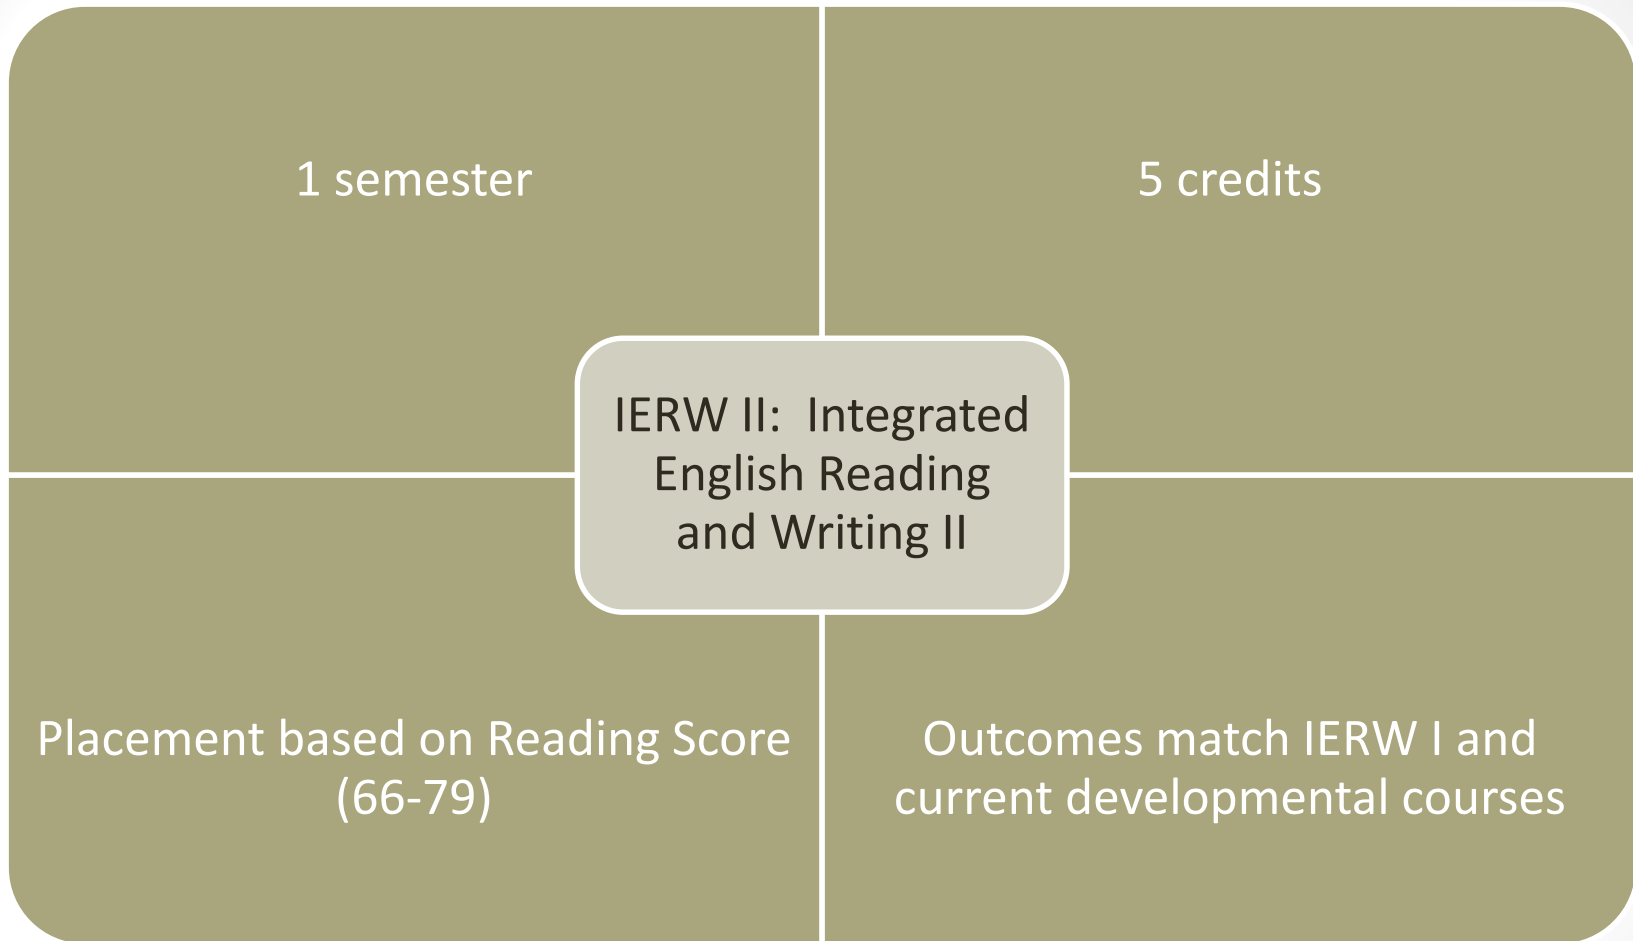 1 semester
5 credits
IERW II:  Integrated
English Reading
and Writing II
Placement based on Reading Score
(66-79)
Outcomes match IERW I and
current developmental courses